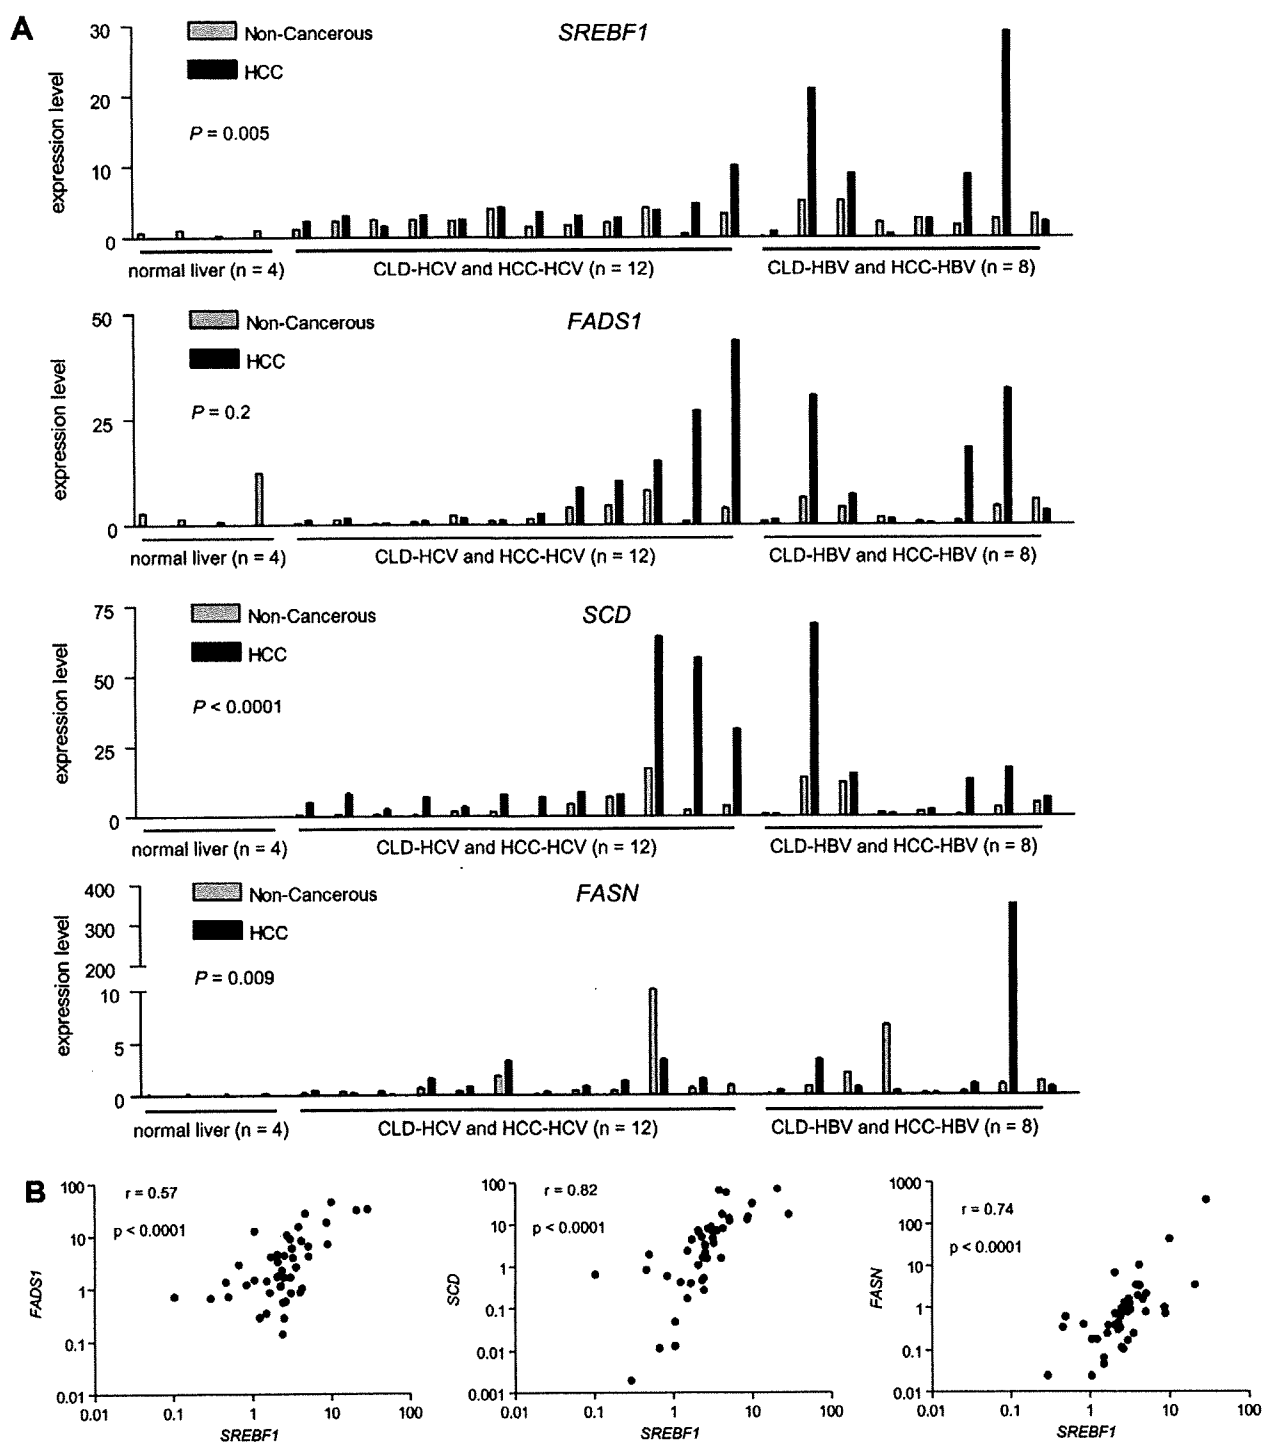 A
SREBF1
Non-Cancerous
HCC
P = 0.005
expression level
30
20
10
0
normal liver (n = 4)
CLD-HCV and HCC-HCV (n = 12)
CLD-HBV and HCC-HBV (n = 8)
FADS1
Non-Cancerous
HCC
P = 0.2
expression level
50
25
0
normal liver (n = 4)
CLD-HCV and HCC-HCV (n = 12)
CLD-HBV and HCC-HBV (n = 8)
SCD
Non-Cancerous
HCC
P < 0.0001
expression level
75
50
25
0
normal liver (n = 4)
CLD-HCV and HCC-HCV (n = 12)
CLD-HBV and HCC-HBV (n = 8)
FASN
Non-Cancerous
HCC
P = 0.009
expression level
400
300
200
10
5
0
normal liver (n = 4)
CLD-HCV and HCC-HCV (n = 12)
CLD-HBV and HCC-HBV (n = 8)
B
r = 0.57
p < 0.0001
FADS1
100
10
1
0.1
0.01
0.01 0.1 1 10 100
SREBF1
r = 0.82
p < 0.0001
SCD
100
10
1
0.1
0.01
0.001
0.01 0.1 1 10 100
SREBF1
r = 0.74
p < 0.0001
FASN
1000
100
10
1
0.1
0.01
0.01 0.1 1 10 100
SREBF1